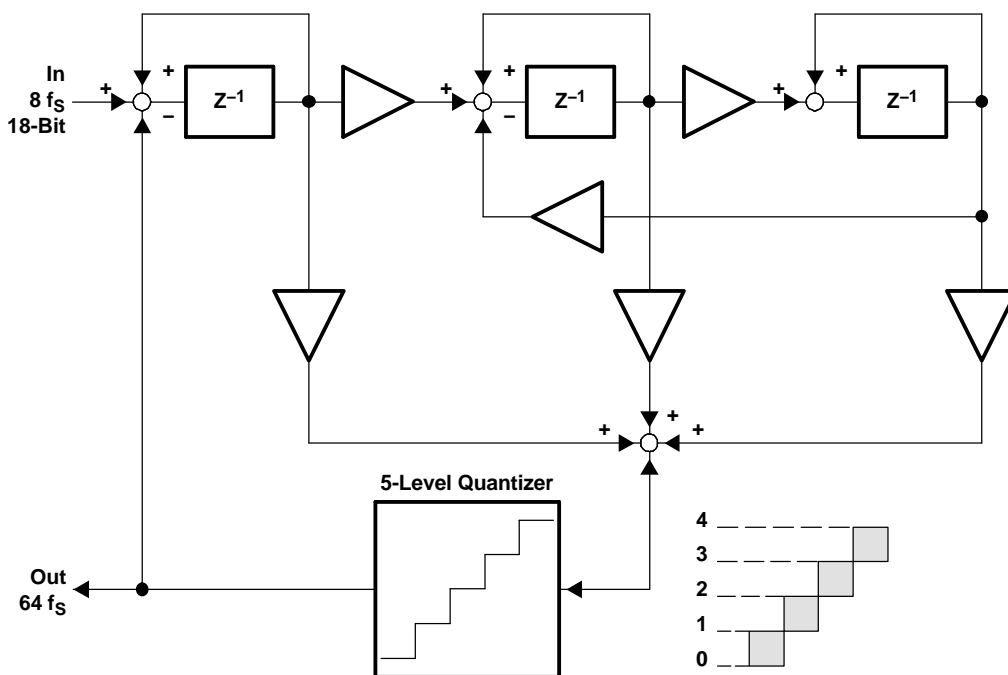 In
8 fS
18-Bit
+
+
–
Z–1
+
+
–
Z–1
+
+
Z–1
+
+
+
5-Level Quantizer
Out
64 fS
4
3
2
1
0